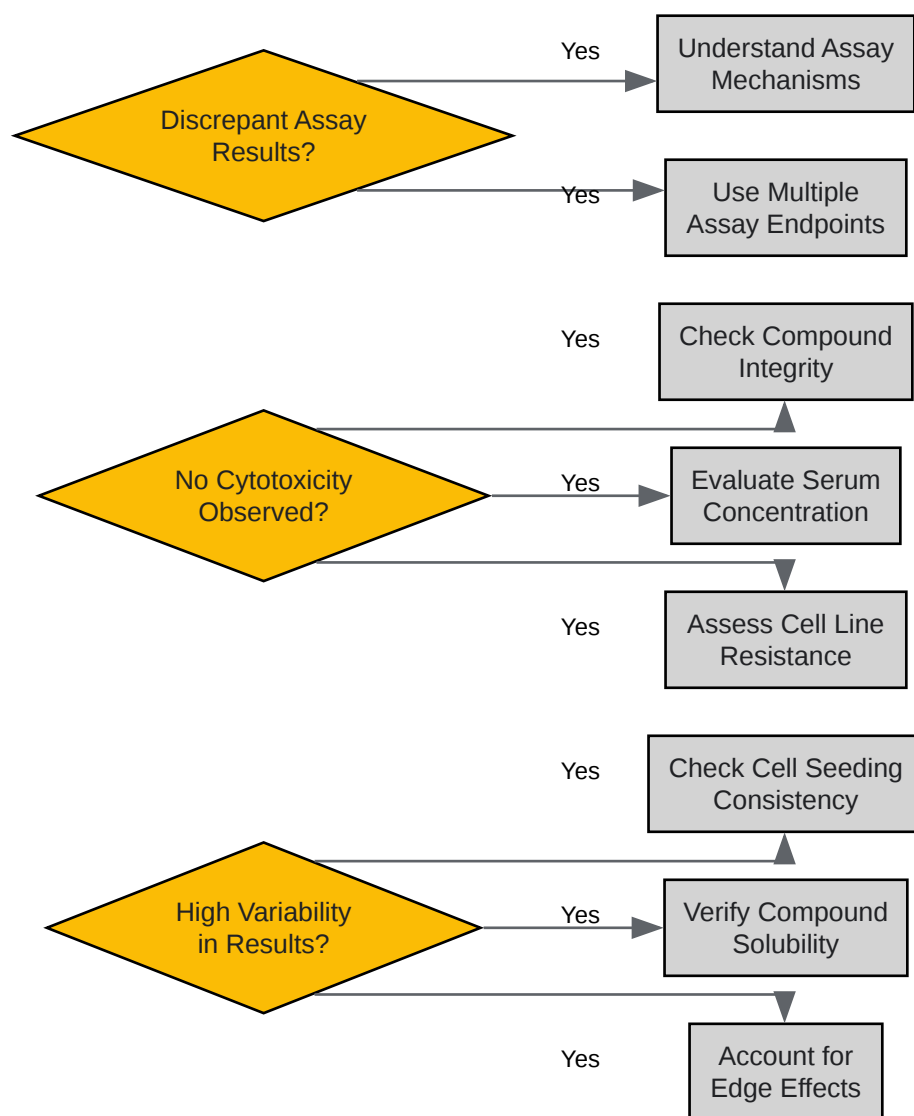 Yes
Understand Assay
Mechanisms
Discrepant Assay
Results?
Yes
Use Multiple
Assay Endpoints
Yes
Check Compound
Integrity
No Cytotoxicity
Observed?
Yes
Evaluate Serum
Concentration
Yes
Assess Cell Line
Resistance
Yes
Check Cell Seeding
Consistency
High Variability
in Results?
Yes
Verify Compound
Solubility
Yes
Account for
Edge Effects